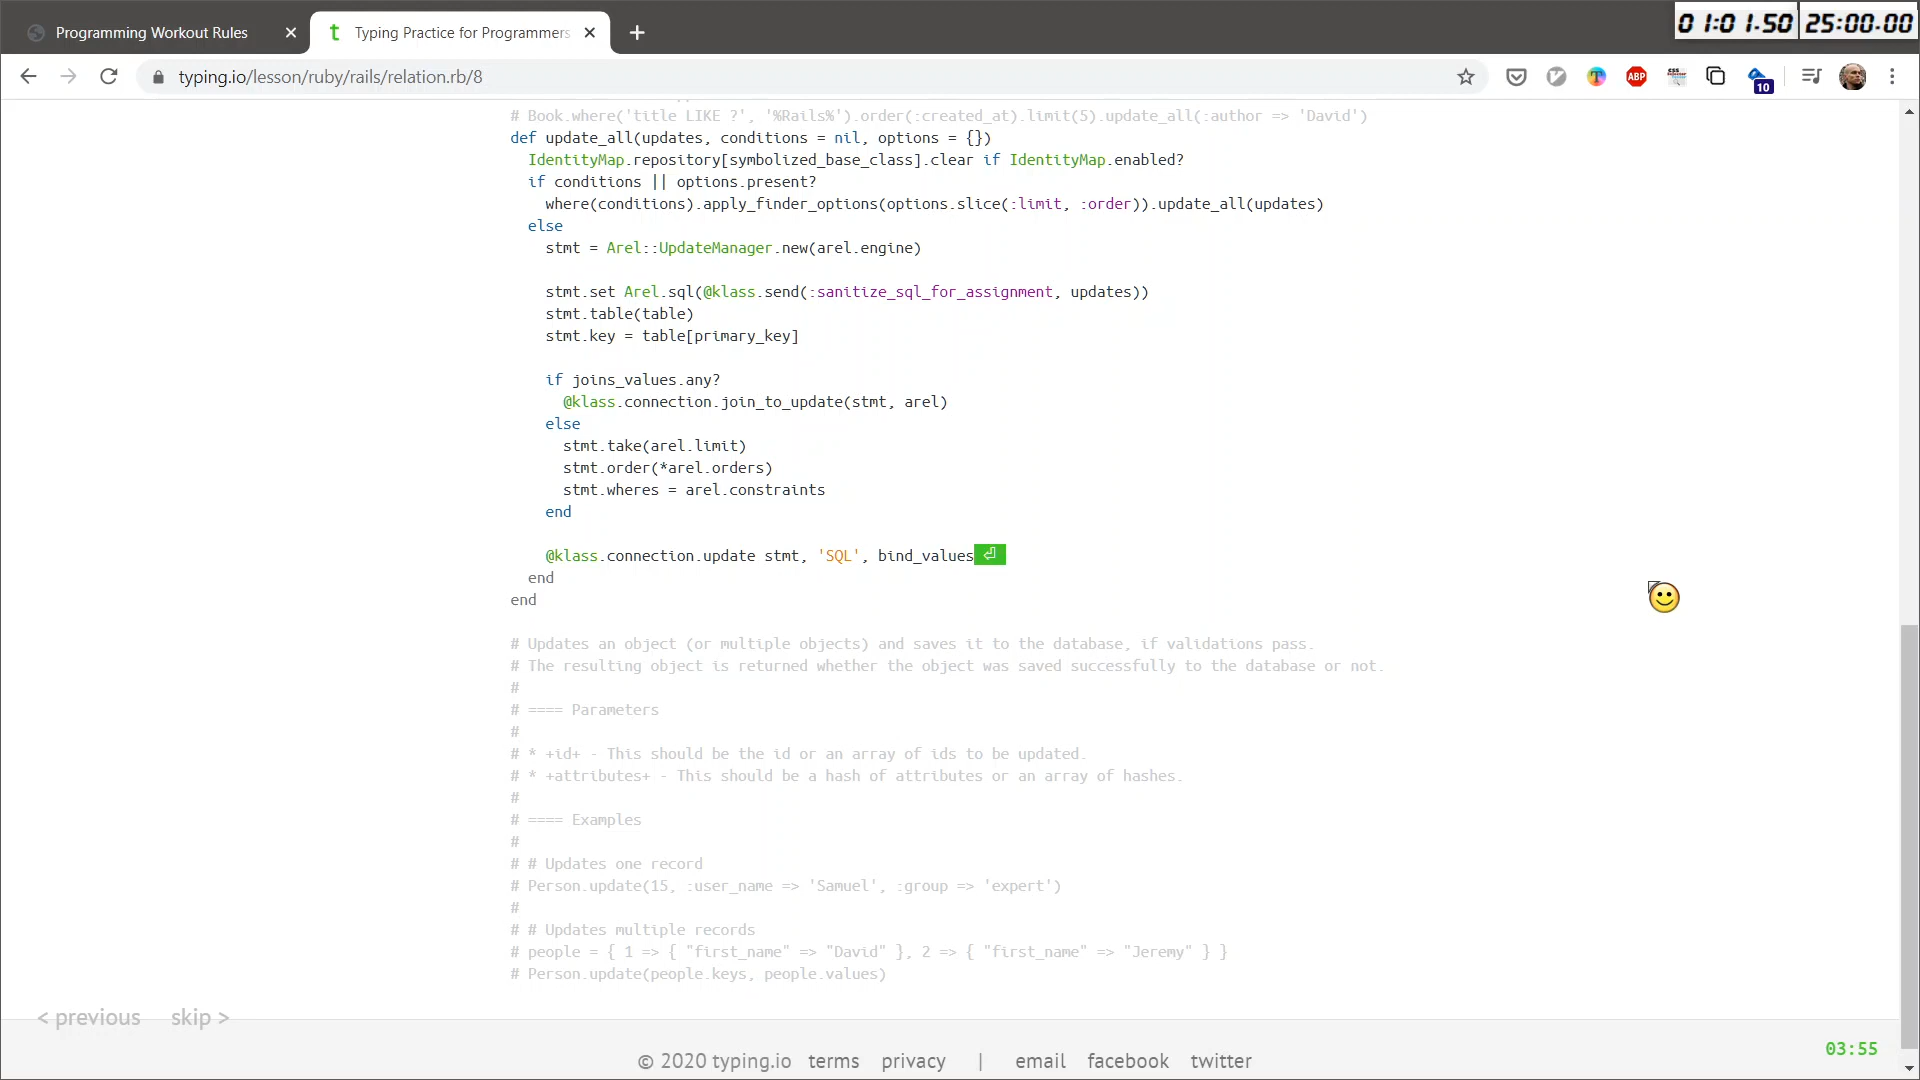 Programming Workout Rules
Typing Practice for Programmers
01:01.50 25:00.00
typing.io/lesson/ruby/rails/relation.rb/8
ABP
10
# Book.where('title LIKE ?', '%Rails%').order(:created_at).limit(5).update_all(:author => 'David')
def update_all(updates, conditions = nil, options = {})
IdentityMap.repository[symbolized_base_class].clear if IdentityMap.enabled?
if conditions || options.present?
where(conditions).apply_finder_options(options.slice(:limit, :order)).update_all(updates)
else
stmt = Arel::UpdateManager.new(arel.engine)
stmt.set Arel.sql(@klass.send(:sanitize_sql_for_assignment, updates))
stmt.table(table)
stmt.key = table[primary_key]
if joins_values.any?
@klass.connection.join_to_update(stmt, arel)
else
stmt.take(arel.limit)
stmt.order(*arel.orders)
stmt.wheres = arel.constraints
end
@klass.connection.update stmt, 'SQL', bind_values
end
end
# Updates an object (or multiple objects) and saves it to the database, if validations pass.
# The resulting object is returned whether the object was saved successfully to the database or not.
#
# ==== Parameters
#
# * +id+ - This should be the id or an array of ids to be updated.
# * +attributes+ - This should be a hash of attributes or an array of hashes.
#
# ==== Examples
#
# # Updates one record
# Person.update(15, :user_name => 'Samuel', :group => 'expert')
#
# # Updates multiple records
# people = { 1 => { "first_name" => "David" }, 2 => { "first_name" => "Jeremy" } }
# Person.update(people.keys, people.values)
< previous skip >
03:55
© 2020 typing.io terms privacy | email facebook twitter